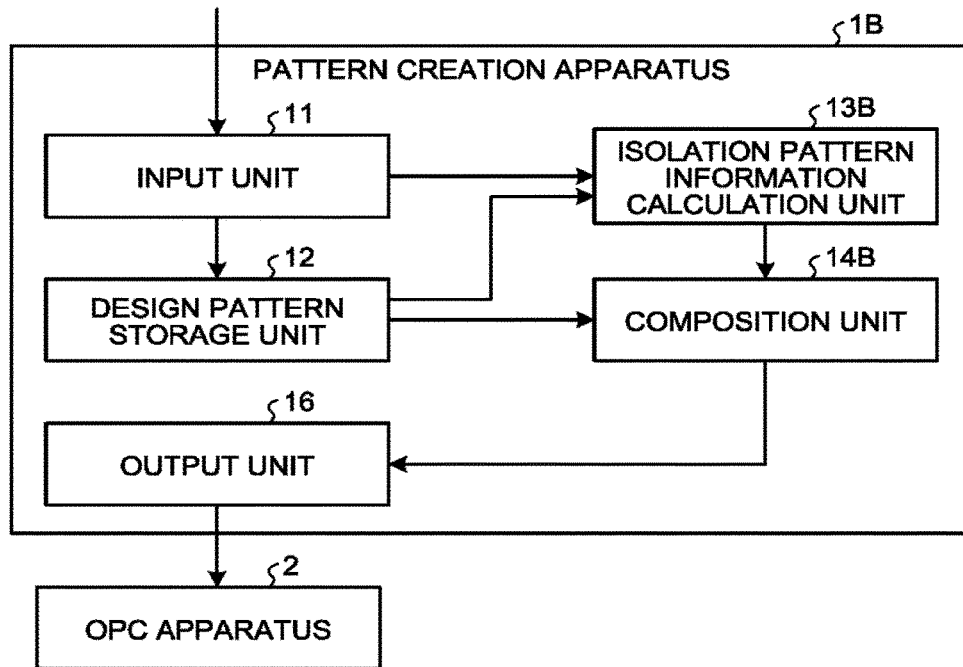 1B
PATTERN CREATION APPARATUS
11
INPUT UNIT
13B
ISOLATION PATTERN
INFORMATION
CALCULATION UNIT
12
DESIGN PATTERN
STORAGE UNIT
14B
COMPOSITION UNIT
16
OUTPUT UNIT
2
OPC APPARATUS